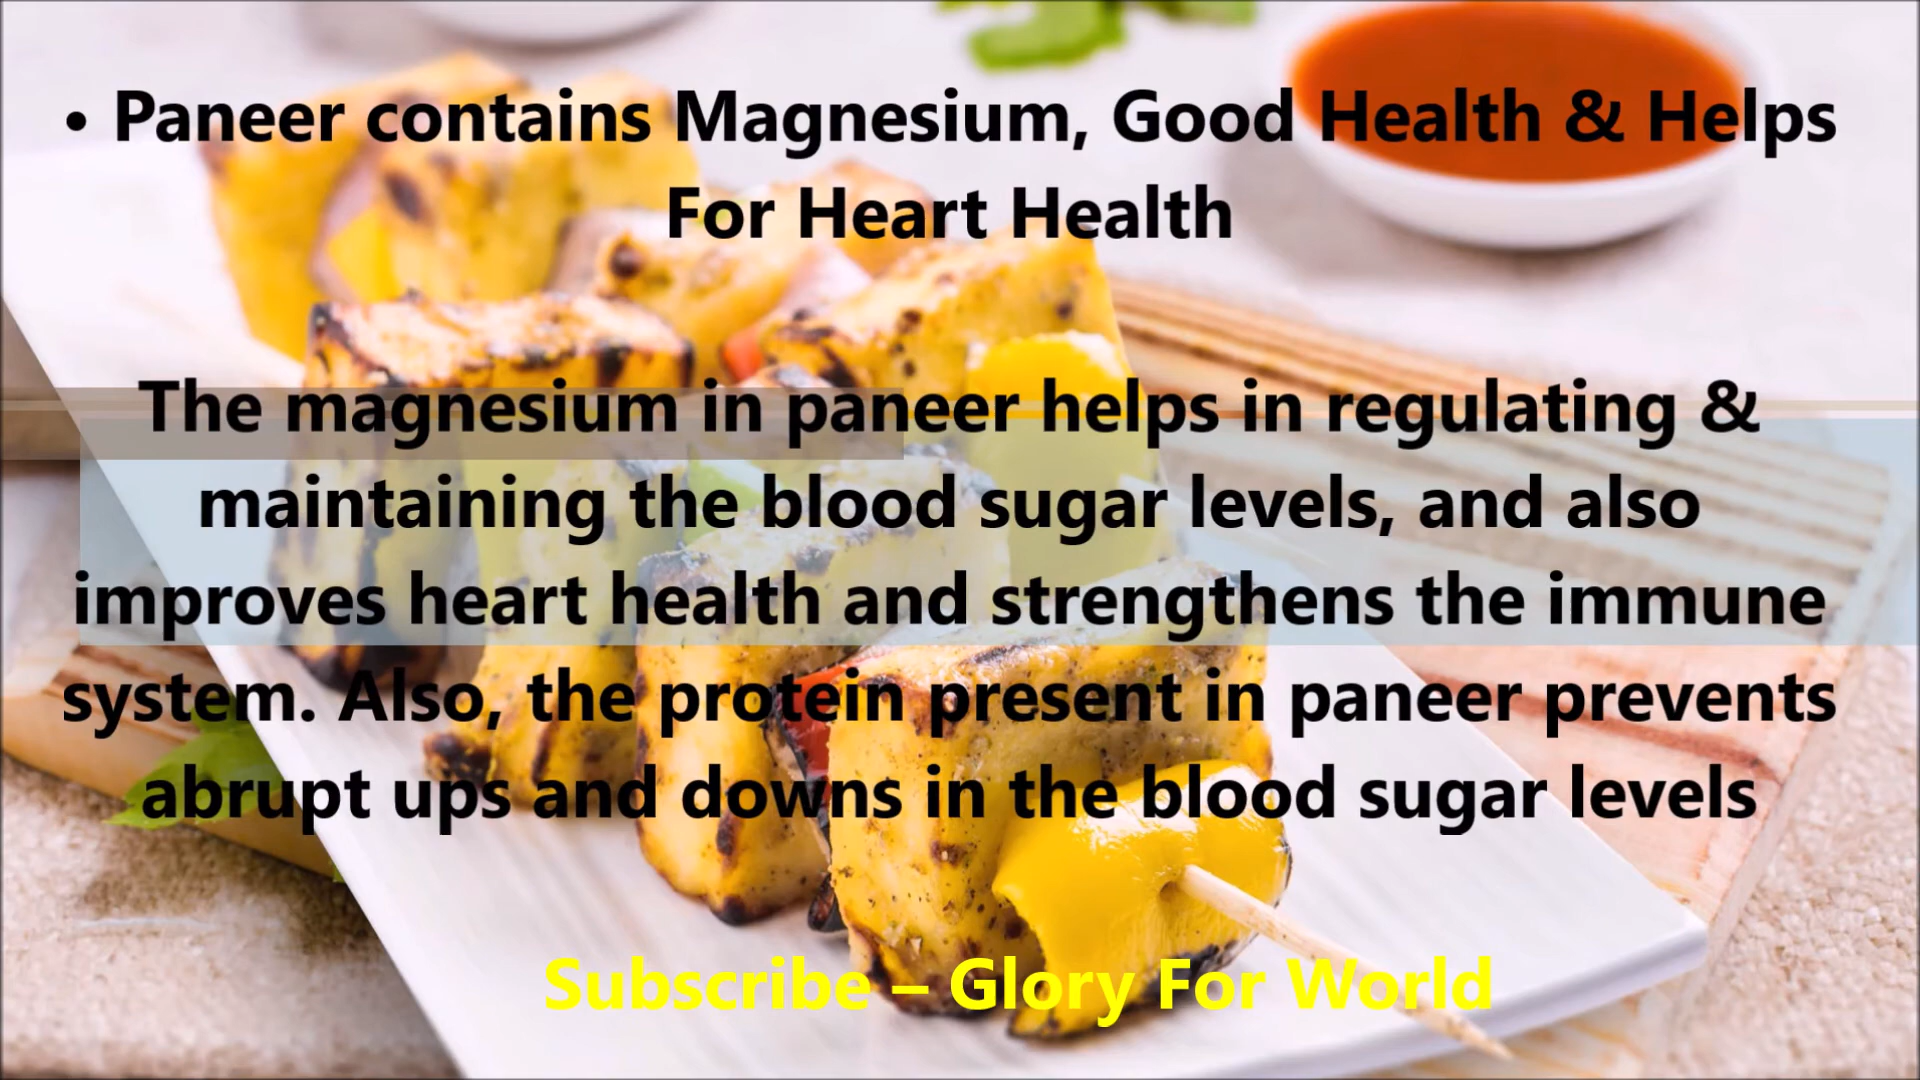 • Paneer contains Magnesium, Good Health & Helps
For Heart Health
The magnesium in paneer helps in regulating &
maintaining the blood sugar levels, and also
improves heart health and strengthens the immune
system. Also, the protein present in paneer prevents
abrupt ups and downs in the blood sugar levels
Subscribe – Glory For World